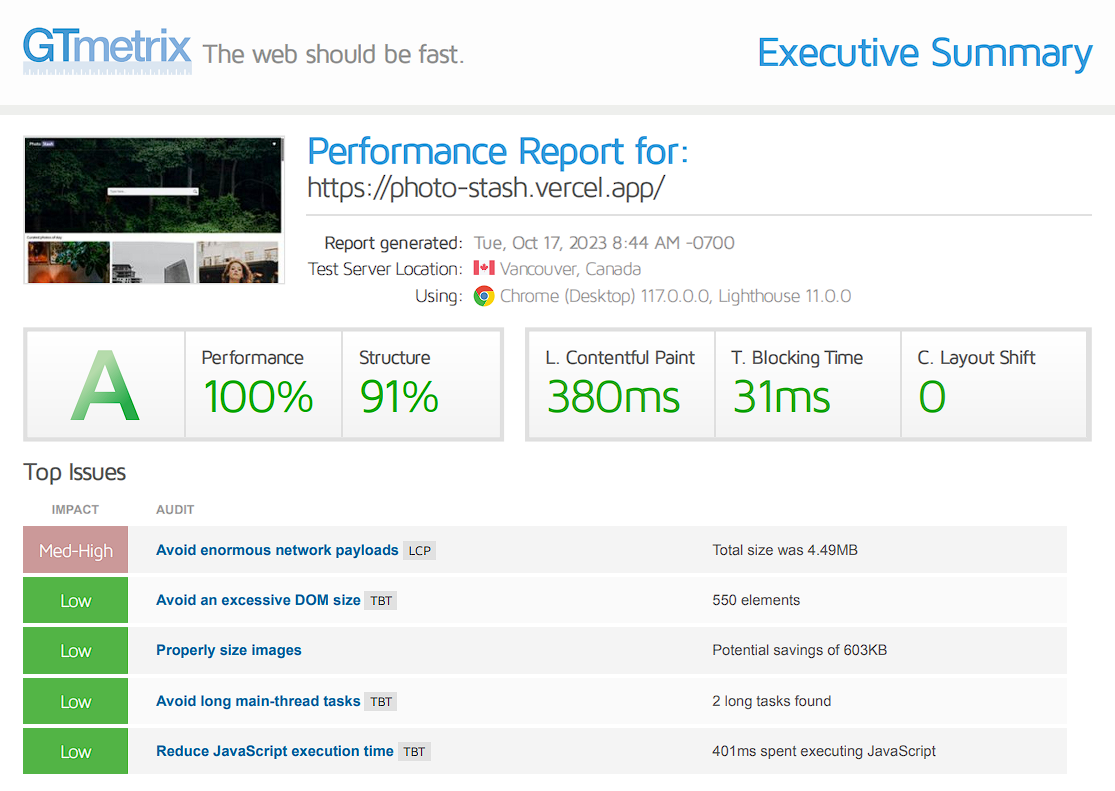 GTmetrix The web should be fast.
Executive Summary
Photo Stash
Curated photos of day
Performance Report for:
https://photo-stash.vercel.app/
Report generated: Tue, Oct 17, 2023 8:44 AM -0700
Test Server Location: Vancouver, Canada
Using: Chrome (Desktop) 117.0.0.0, Lighthouse 11.0.0
A
Performance
100%
Structure
91%
L. Contentful Paint
380ms
T. Blocking Time
31ms
C. Layout Shift
0
Top Issues
IMPACT AUDIT
Med-High Avoid enormous network payloads LCP Total size was 4.49MB
Low Avoid an excessive DOM size TBT 550 elements
Low Properly size images Potential savings of 603KB
Low Avoid long main-thread tasks TBT 2 long tasks found
Low Reduce JavaScript execution time TBT 401ms spent executing JavaScript